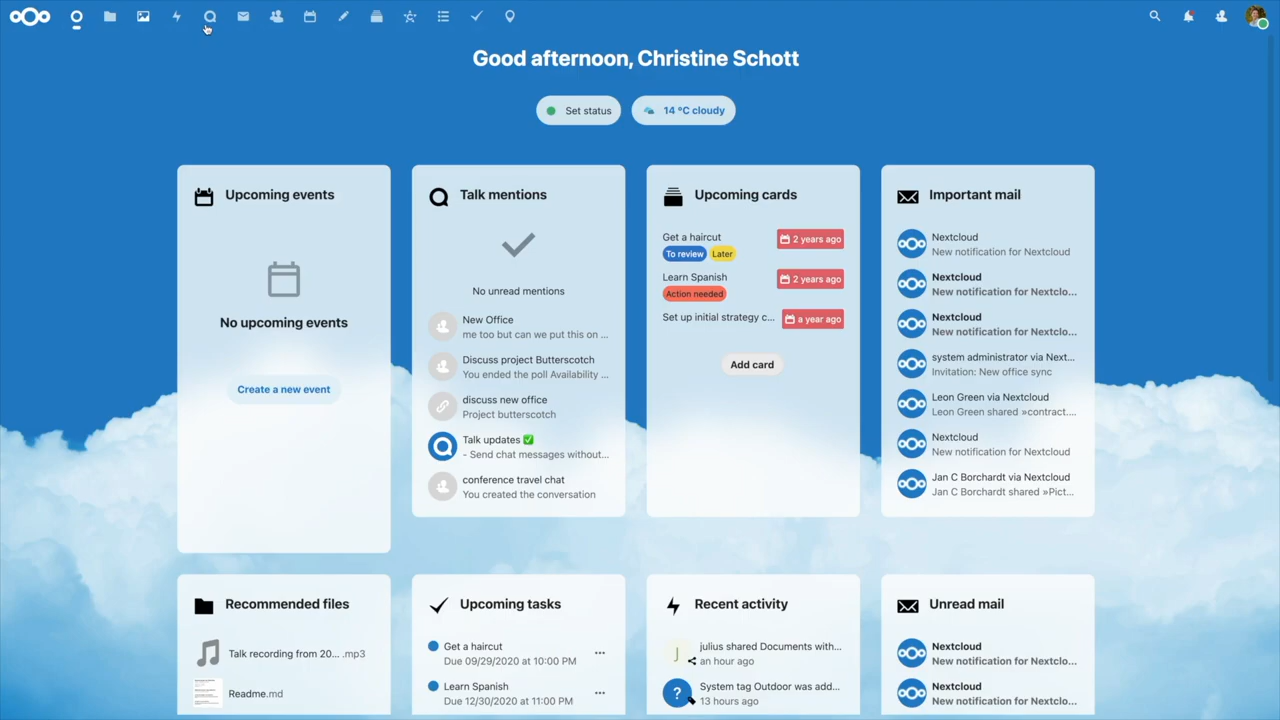 Good afternoon, Christine Schott
Set status
14 °C cloudy
Upcoming events
No upcoming events
Create a new event
Talk mentions
No unread mentions
New Office
me too but can we put this on ...
Discuss project Butterscotch
You ended the poll Availability ...
discuss new office
Project butterscotch
Talk updates ✅
- Send chat messages without...
conference travel chat
You created the conversation
Upcoming cards
Get a haircut
2 years ago
To review
Later
Learn Spanish
2 years ago
Action needed
Set up initial strategy c...
a year ago
Add card
Important mail
Nextcloud
New notification for Nextcloud
Nextcloud
New notification for Nextclo...
Nextcloud
New notification for Nextclo...
system administrator via Next...
Invitation: New office sync
Leon Green via Nextcloud
Leon Green shared »contract....
Nextcloud
New notification for Nextcloud
Jan C Borchardt via Nextcloud
Jan C Borchardt shared »Pict...
Recommended files
Talk recording from 20... .mp3
Readme.md
Upcoming tasks
Get a haircut
Due 09/29/2020 at 10:00 PM
Learn Spanish
Due 12/30/2020 at 11:00 PM
Recent activity
J
julius shared Documents with...
an hour ago
?
System tag Outdoor was add...
13 hours ago
Unread mail
Nextcloud
New notification for Nextclo...
Nextcloud
New notification for Nextclo...